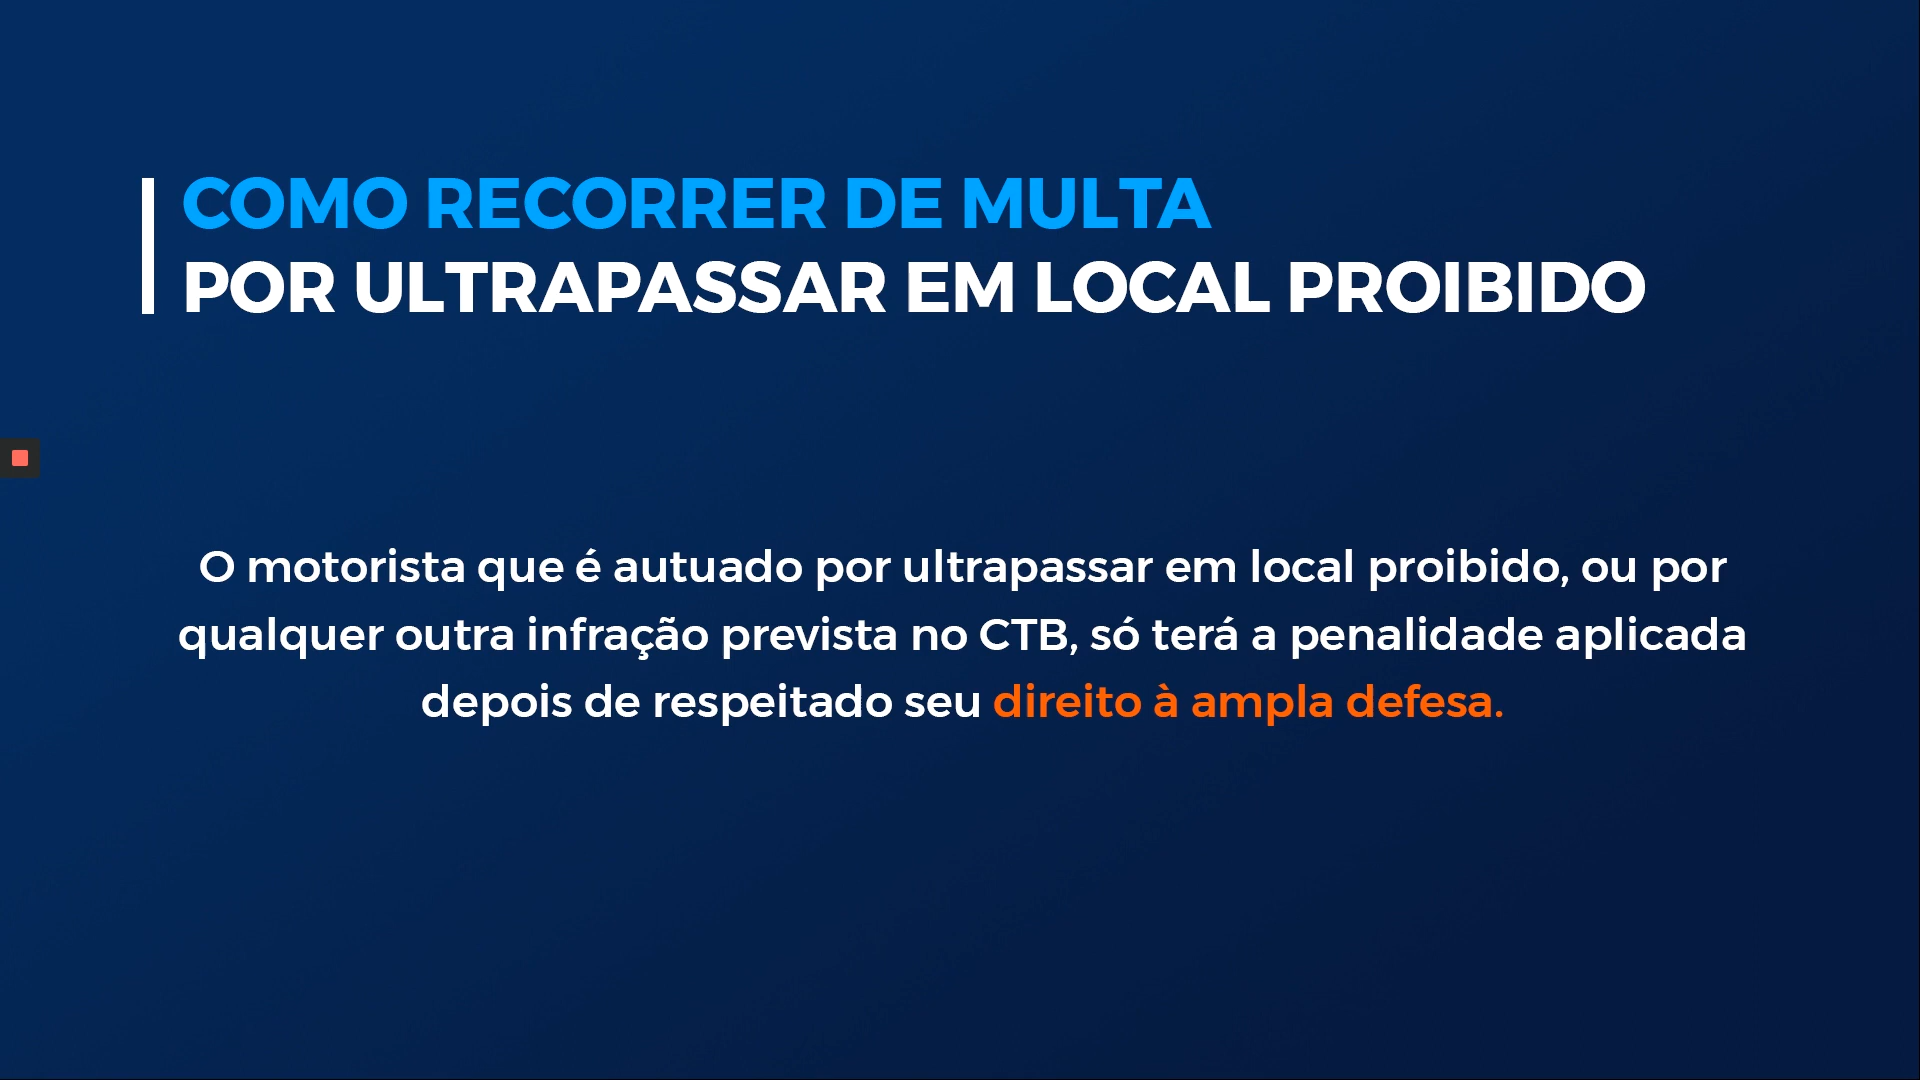 COMO RECORRER DE MULTA
POR ULTRAPASSAR EM LOCAL PROIBIDO
O motorista que é autuado por ultrapassar em local proibido, ou por
qualquer outra infração prevista no CTB, só terá a penalidade aplicada
depois de respeitado seu direito à ampla defesa.